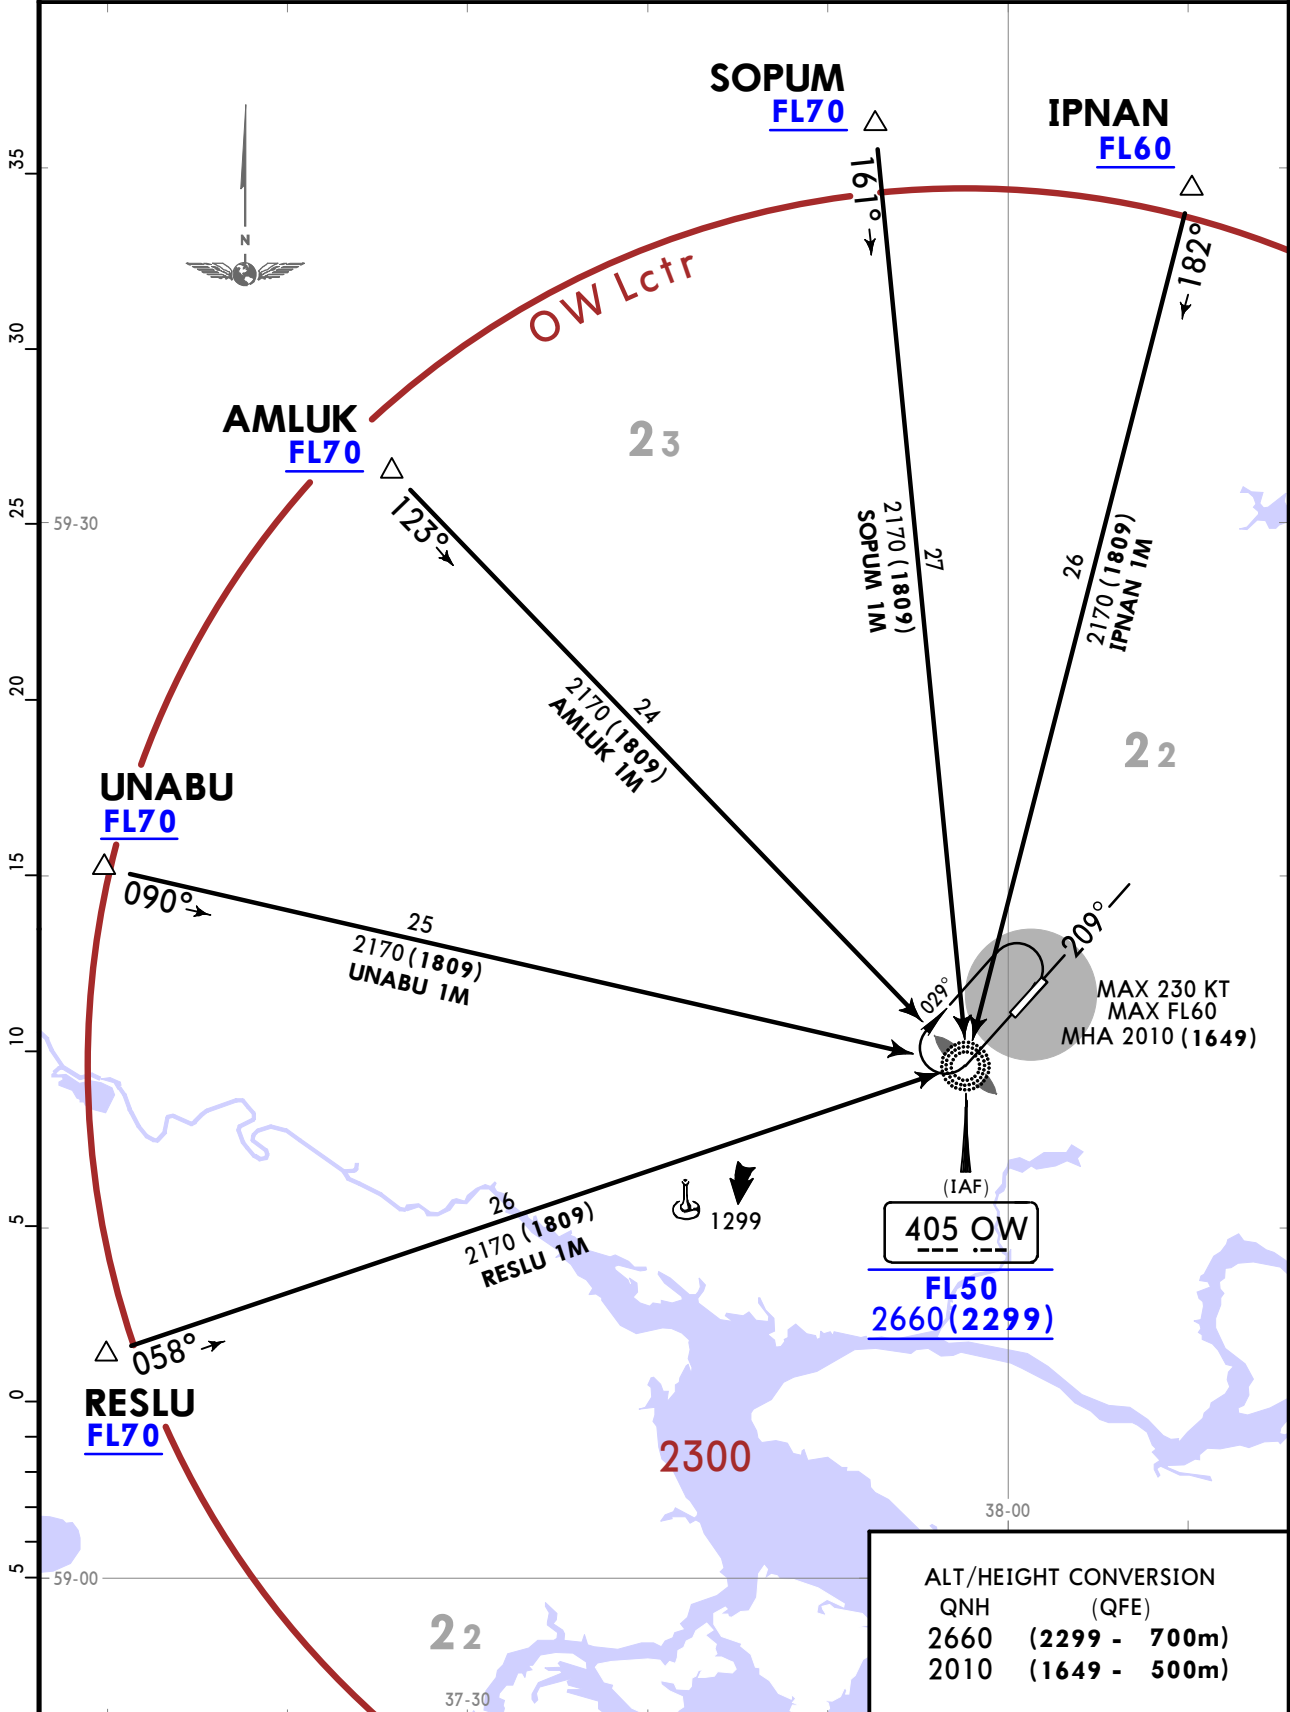 SOPUM
FL70
IPNAN
FL60
161°
182°
35
N
OW Lctr
30
AMLUK
FL70
23
123°
25
59-30
2170 (1809)
SOPUM 1M
27
26
2170 (1809)
IPNAN 1M
20
24
2170 (1809)
AMLUK 1M
22
UNABU
FL70
15
090°
25
2170 (1809)
UNABU 1M
209°
029°
MAX 230 KT
MAX FL60
MHA 2010 (1649)
10
5
26
2170 (1809)
RESLU 1M
1299
(IAF)
405 OW
FL50
2660 (2299)
058°
0
RESLU
FL70
2300
38-00
5
59-00
22
37-30
ALT/HEIGHT CONVERSION
QNH (QFE)
2660 (2299 - 700m)
2010 (1649 - 500m)